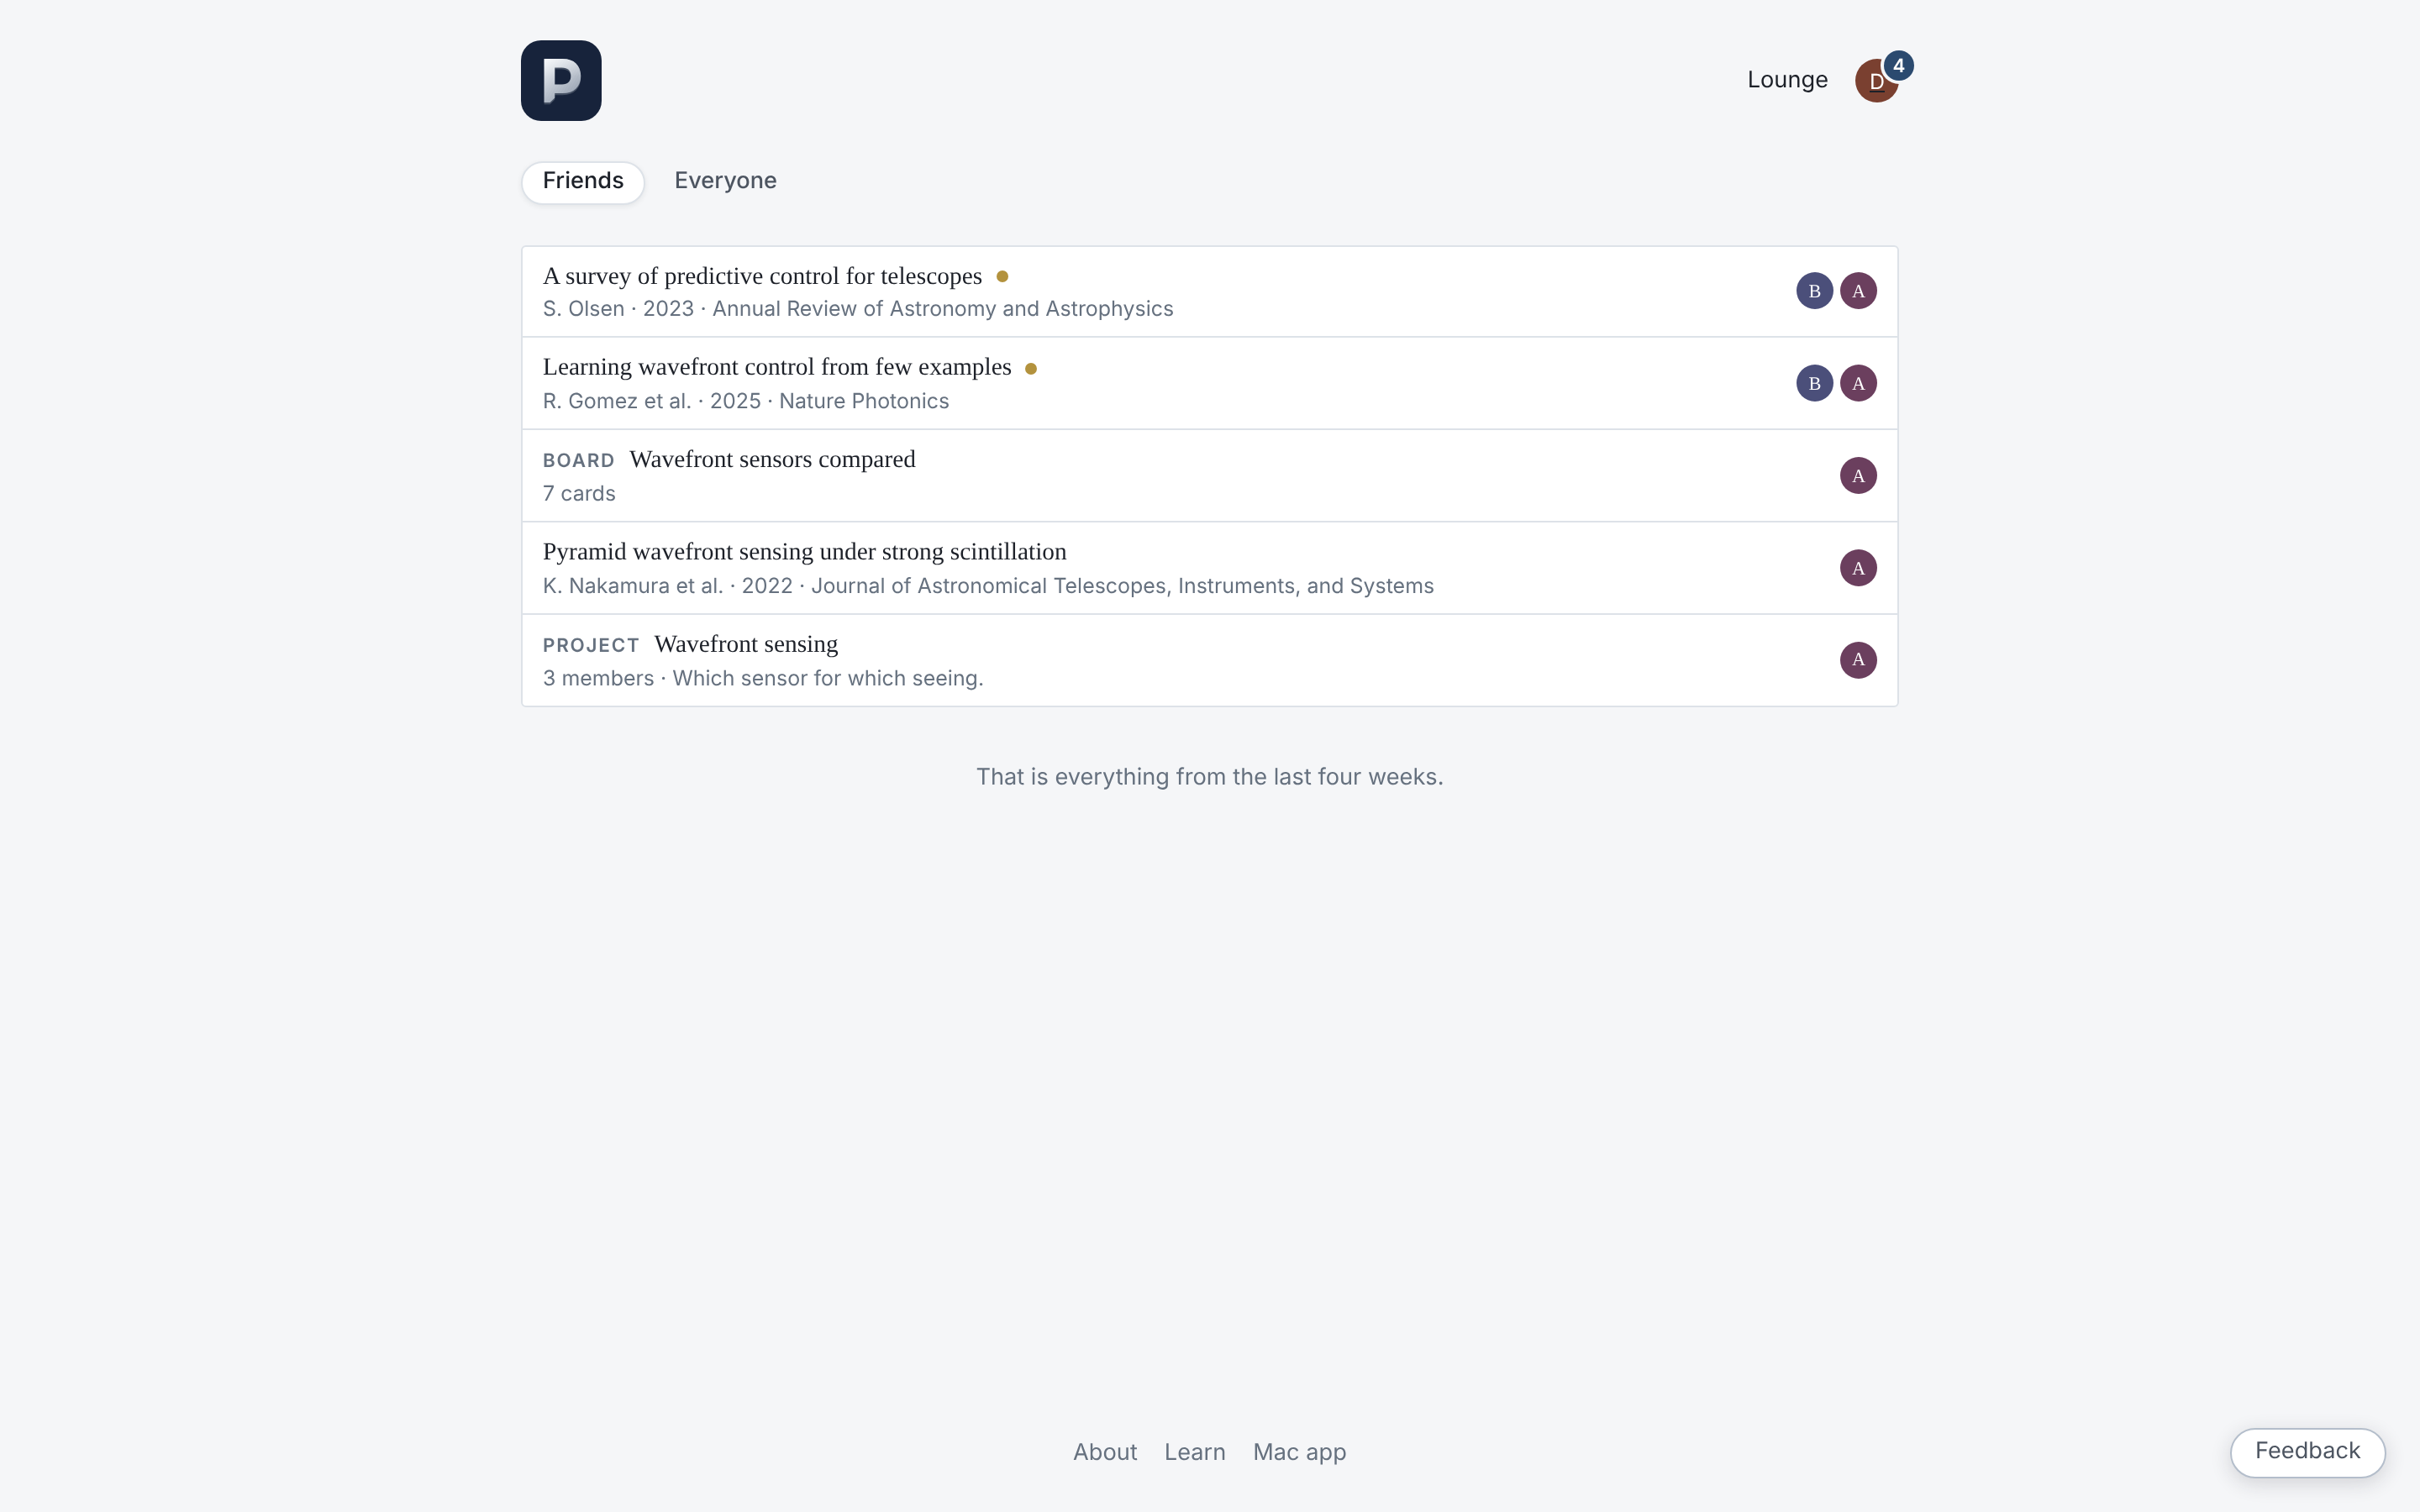 P
Lounge
D
4
Friends
Everyone
A survey of predictive control for telescopes
S. Olsen · 2023 · Annual Review of Astronomy and Astrophysics
B A
Learning wavefront control from few examples
R. Gomez et al. · 2025 · Nature Photonics
B A
BOARD Wavefront sensors compared
7 cards
A
Pyramid wavefront sensing under strong scintillation
K. Nakamura et al. · 2022 · Journal of Astronomical Telescopes, Instruments, and Systems
A
PROJECT Wavefront sensing
3 members · Which sensor for which seeing.
A
That is everything from the last four weeks.
About Learn Mac app
Feedback